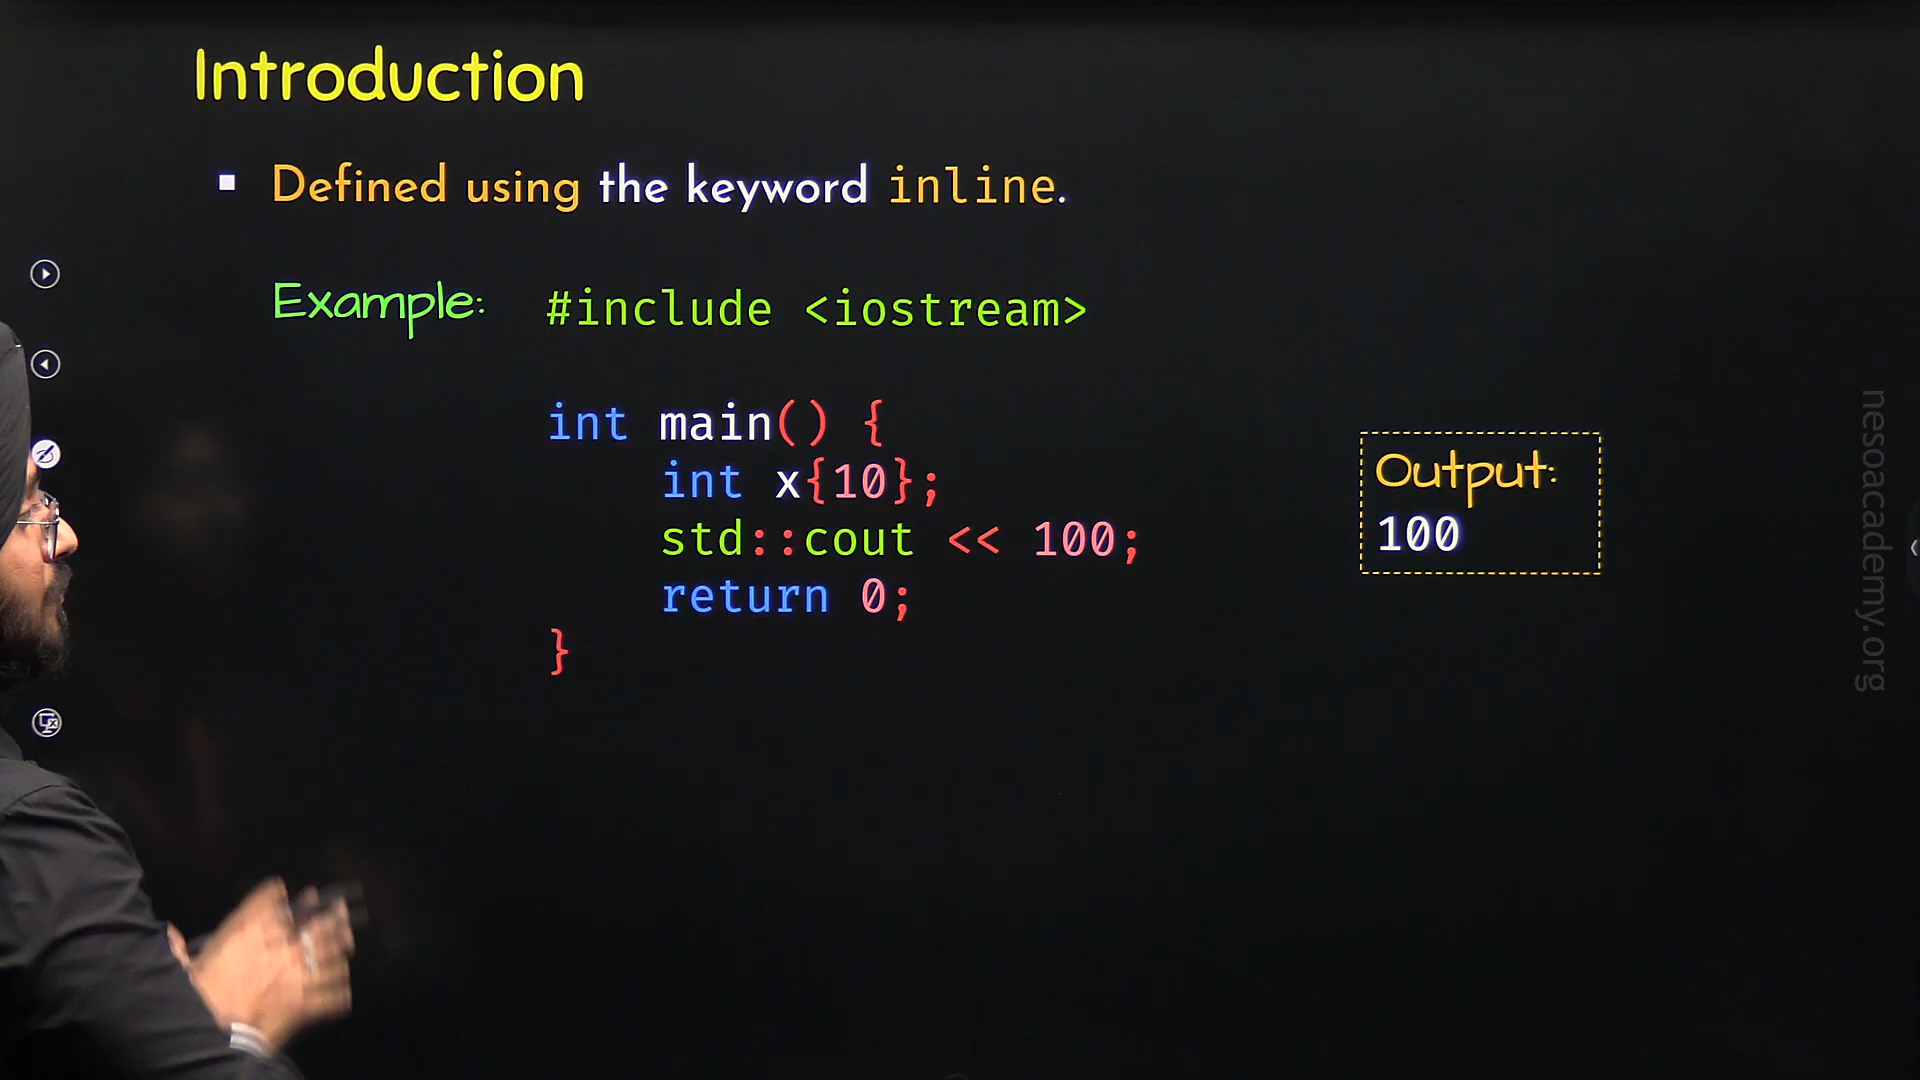 Introduction
▪ Defined using the keyword inline.
Example:
#include <iostream>
int main() {
    int x{10};
    std::cout << 100;
    return 0;
}
Output:
100
nesoacademy.org